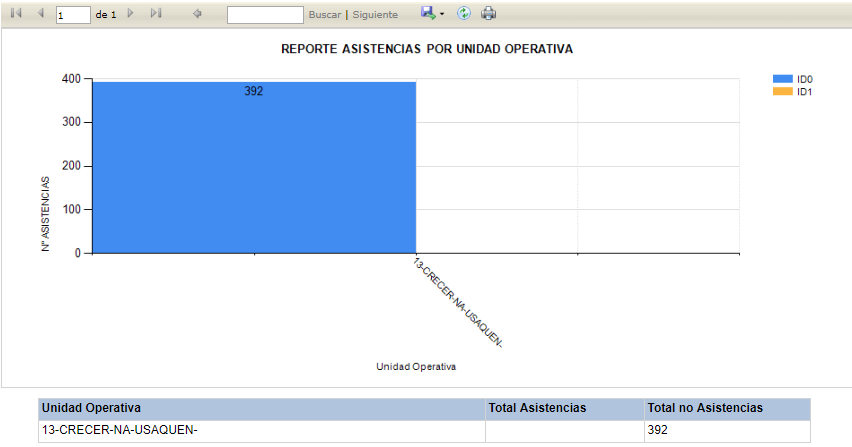 1 de 1 Buscar | Siguiente
REPORTE ASISTENCIAS POR UNIDAD OPERATIVA
400
300
200
100
0
N° ASISTENCIAS
392
13-CRECER-NA-USAQUEN-
Unidad Operativa
ID0
ID1
Unidad Operativa Total Asistencias Total no Asistencias
13-CRECER-NA-USAQUEN- 392